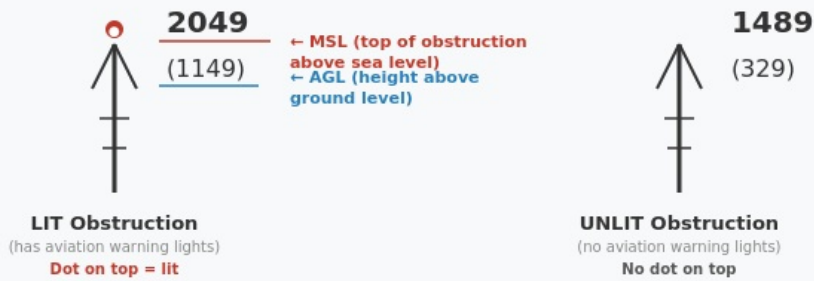 2049
← MSL (top of obstruction
above sea level)
(1149)
← AGL (height above
ground level)
LIT Obstruction
(has aviation warning lights)
Dot on top = lit
1489
(329)
UNLIT Obstruction
(no aviation warning lights)
No dot on top